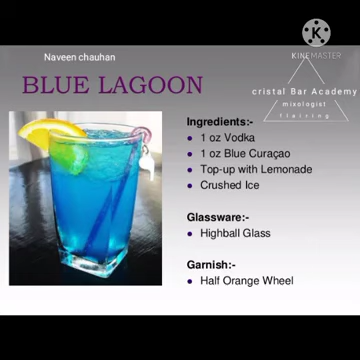 K
KINEMASTER
Naveen chauhan
BLUE LAGOON
cristal Bar Academy
mixologist
flairing
Ingredients:-
• 1 oz Vodka
• 1 oz Blue Curaçao
• Top-up with Lemonade
• Crushed Ice
Glassware:-
• Highball Glass
Garnish:-
• Half Orange Wheel